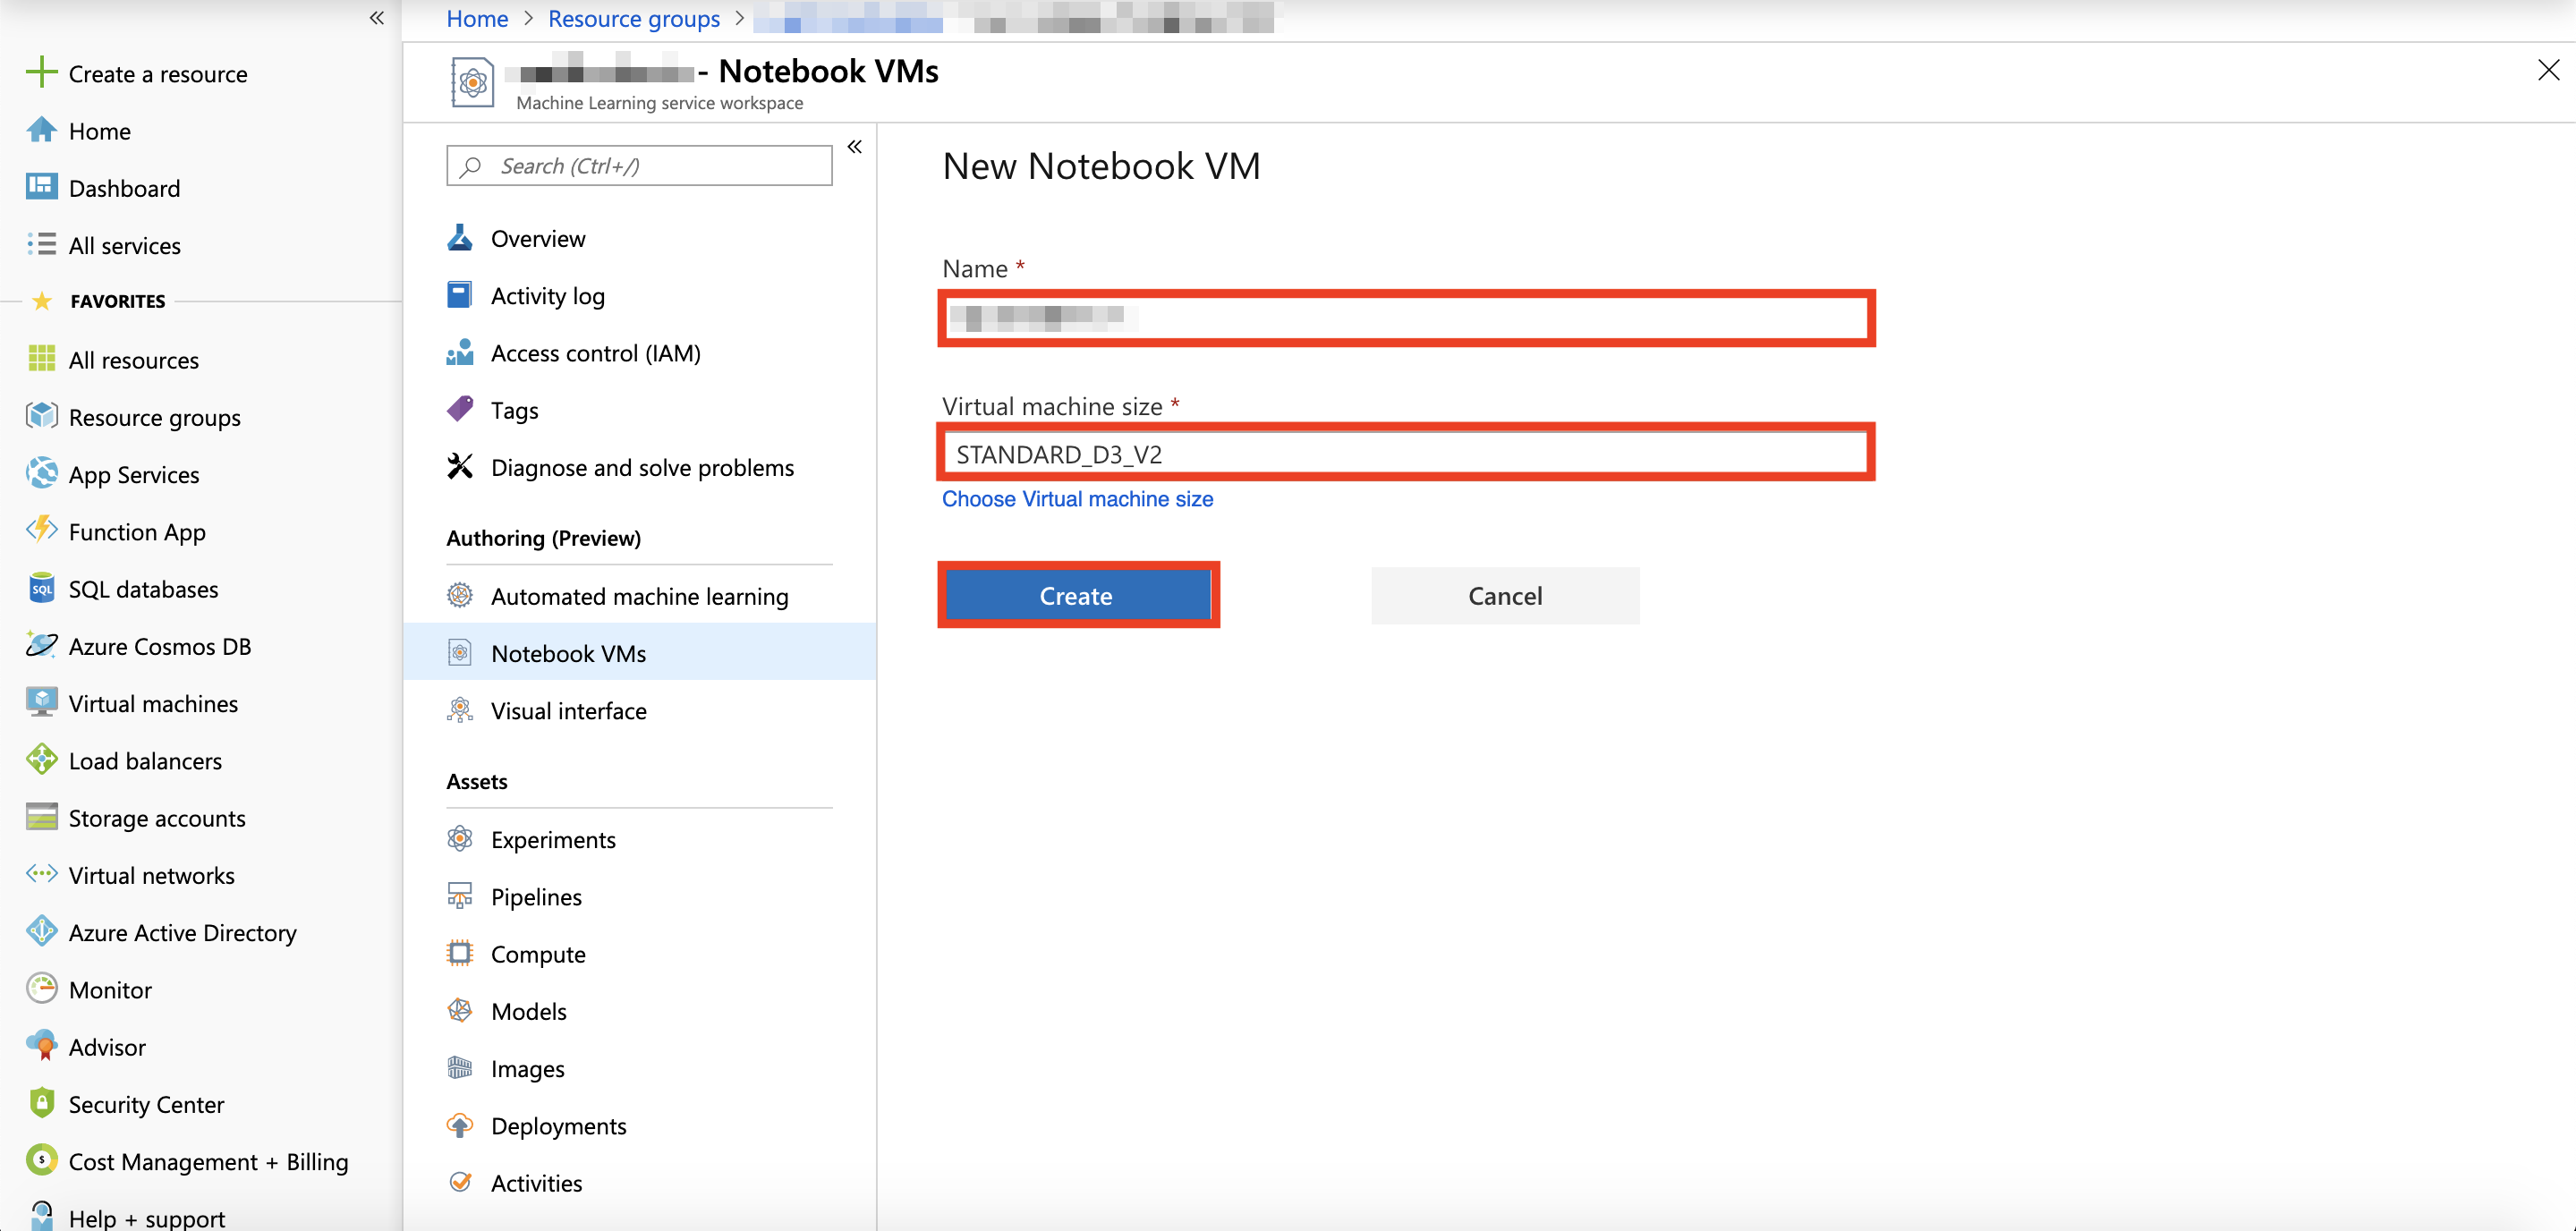 «
Create a resource
Home
Dashboard
All services
FAVORITES
All resources
Resource groups
App Services
Function App
SQL
SQL databases
Azure Cosmos DB
Virtual machines
Load balancers
Storage accounts
Virtual networks
Azure Active Directory
Monitor
Advisor
Security Center
$
Cost Management + Billing
Help + support
Home > Resource groups >
- Notebook VMs
Machine Learning service workspace
Search (Ctrl+/)
«
Overview
Activity log
Access control (IAM)
Tags
Diagnose and solve problems
Authoring (Preview)
Automated machine learning
Notebook VMs
Visual interface
Assets
Experiments
Pipelines
Compute
Models
Images
Deployments
Activities
New Notebook VM
Name *
Virtual machine size *
STANDARD_D3_V2
Choose Virtual machine size
Create
Cancel